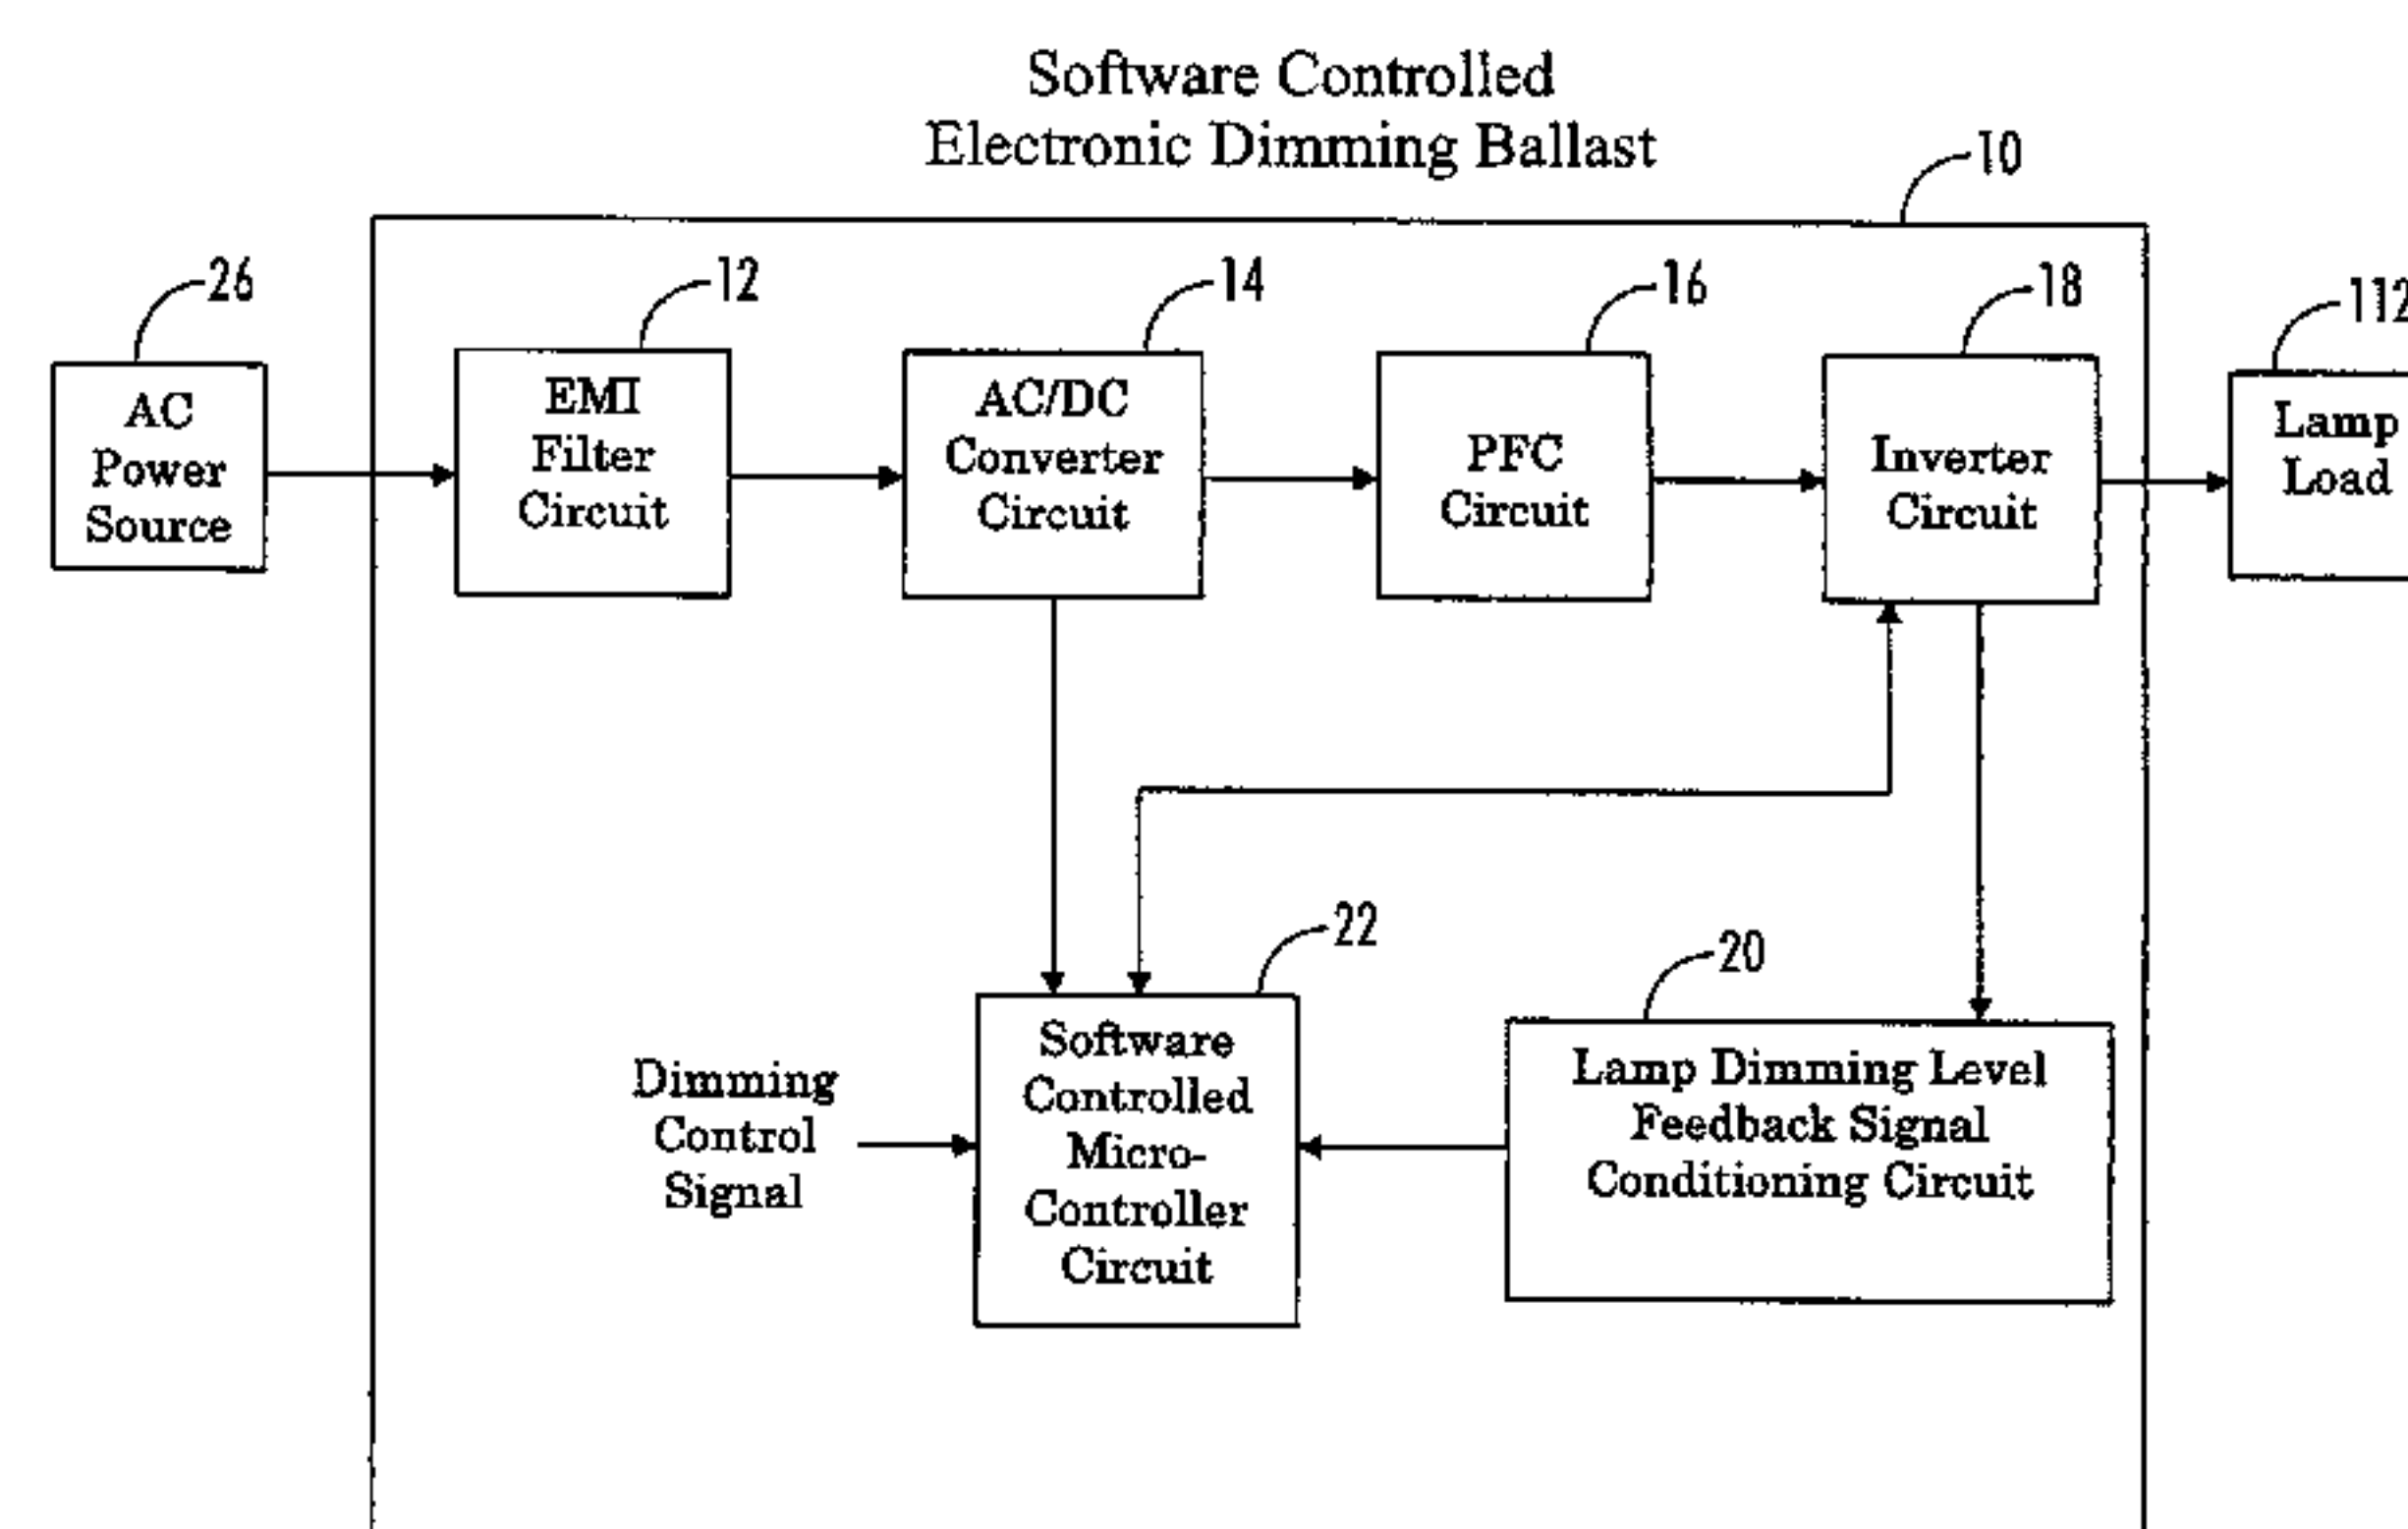 Software Controlled
Electronic Dimming Ballast
10
26
12
14
16
18
112
AC
Power
Source
EMI
Filter
Circuit
AC/DC
Converter
Circuit
PFC
Circuit
Inverter
Circuit
Lamp
Load
22
20
Dimming
Control
Signal
Software
Controlled
Micro-
Controller
Circuit
Lamp Dimming Level
Feedback Signal
Conditioning Circuit